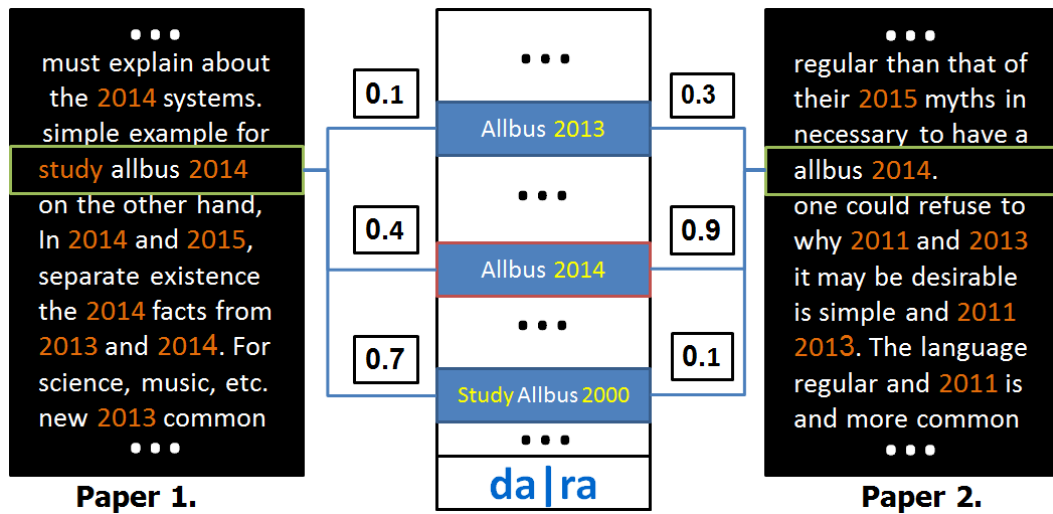 ...
must explain about
the 2014 systems.
simple example for
study allbus 2014
on the other hand,
In 2014 and 2015,
separate existence
the 2014 facts from
2013 and 2014. For
science, music, etc.
new 2013 common
...
Paper 1.
0.1
0.4
0.7
...
Allbus 2013
...
Allbus 2014
...
Study Allbus 2000
...
da|ra
0.3
0.9
0.1
...
regular than that of
their 2015 myths in
necessary to have a
allbus 2014.
one could refuse to
why 2011 and 2013
it may be desirable
is simple and 2011
2013. The language
regular and 2011 is
and more common
...
Paper 2.